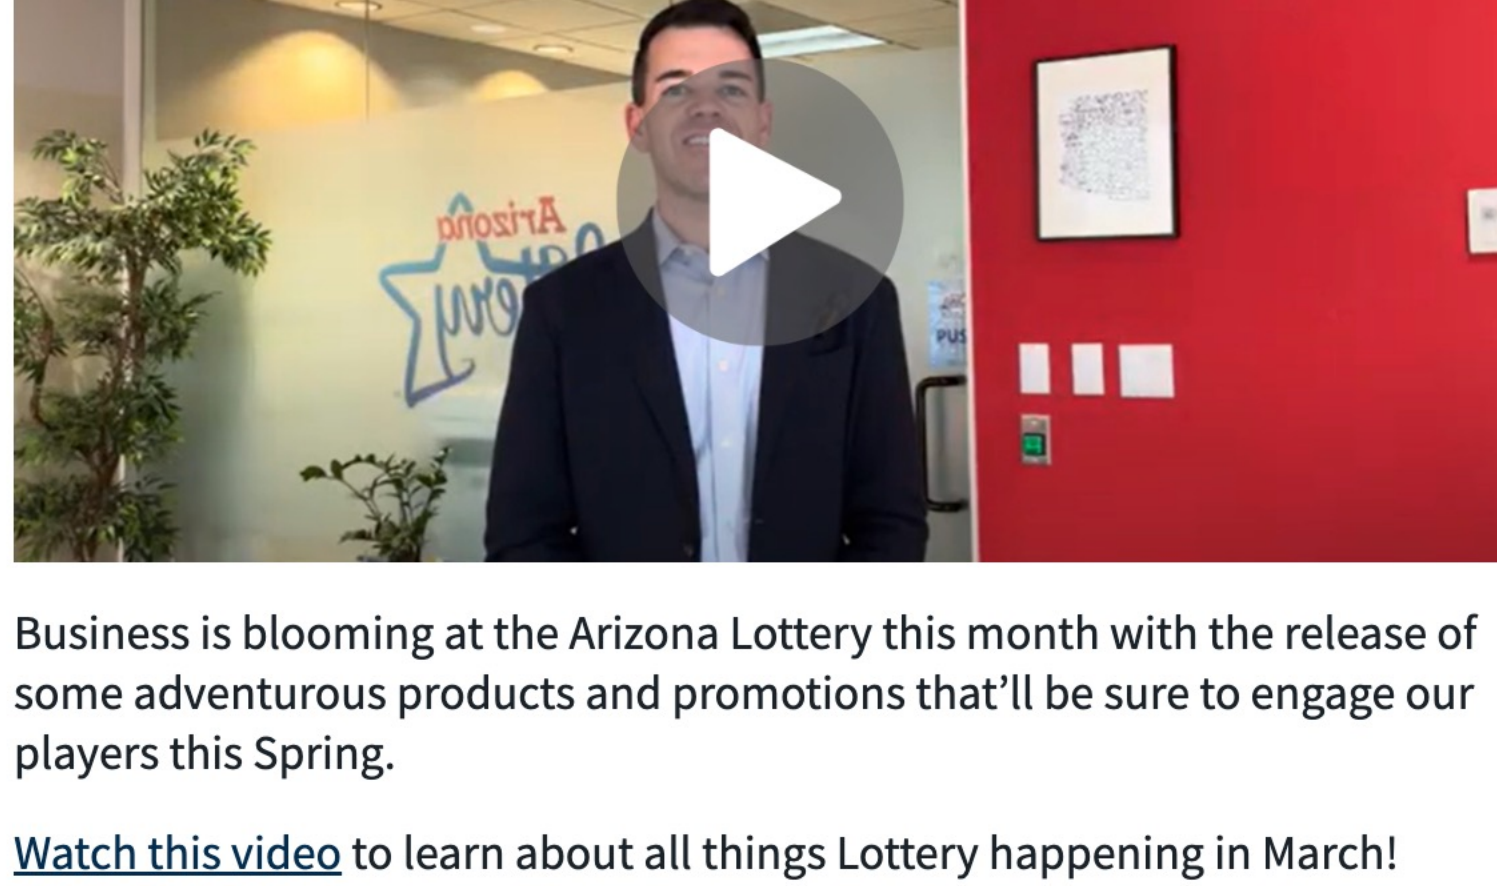 Arizona
Lottery
PUS
Business is blooming at the Arizona Lottery this month with the release of
some adventurous products and promotions that’ll be sure to engage our
players this Spring.
Watch this video to learn about all things Lottery happening in March!